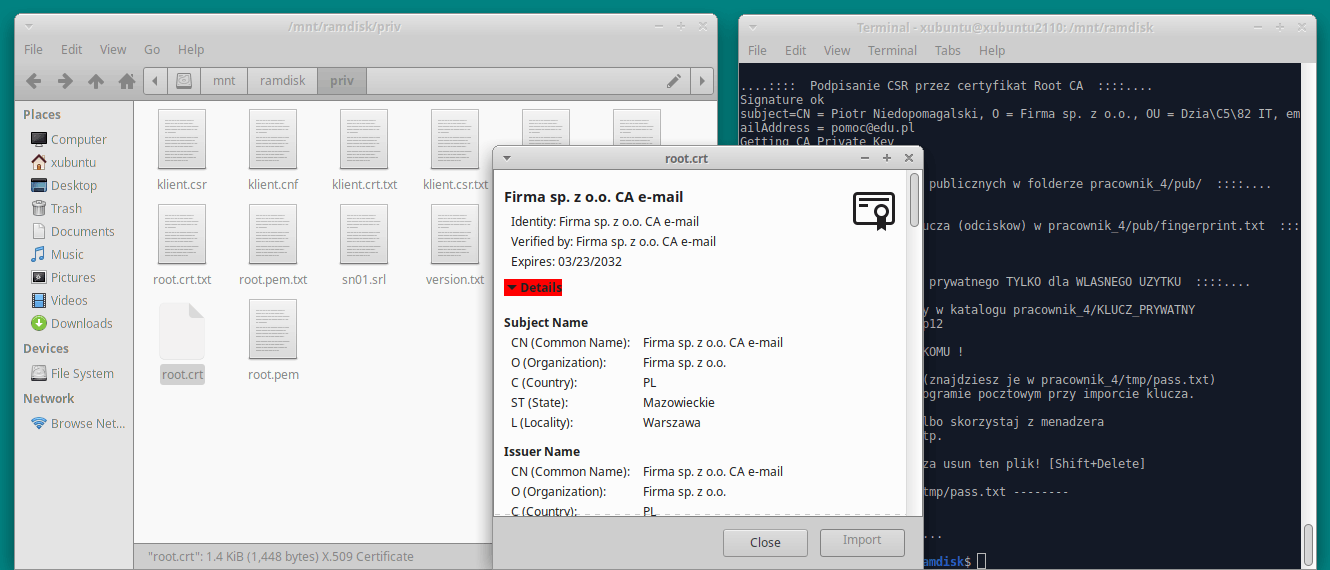 /mnt/ramdisk/priv
File Edit View Go Help
mnt ramdisk priv
Places
Computer
xubuntu
Desktop
Trash
Documents
Music
Pictures
Videos
Downloads
Devices
File System
Network
Browse Net...
klient.csr klient.cnf klient.crt.txt klient.csr.txt
root.crt.txt root.pem.txt sn01.srl version.txt
root.crt root.pem
"root.crt": 1.4 KiB (1,448 bytes) X.509 Certificate
Terminal - xubuntu@xubuntu2110: /mnt/ramdisk
File Edit View Terminal Tabs Help
....:::: Podpisanie CSR przez certyfikat Root CA ::::....
Signature ok
subject=CN = Piotr Niedopomagalski, O = Firma sp. z o.o., OU = Dzia\C5\82 IT, em
ailAddress = pomoc@edu.pl
Getting CA Private Key
publicznych w folderze pracownik_4/pub/ ::::....
ucza (odciskow) w pracownik_4/pub/fingerprint.txt :::
prywatnego TYLKO dla WLASNEGO UZYTKU ::::....
y w katalogu pracownik_4/KLUCZ_PRYWATNY
p12
KOMU !
(znajdziesz je w pracownik_4/tmp/pass.txt)
ogramie pocztowym przy imporcie klucza.
lbo skorzystaj z menadzera
tp.
za usun ten plik! [Shift+Delete]
tmp/pass.txt --------
...
amdisk$
root.crt
Firma sp. z o.o. CA e-mail
Identity: Firma sp. z o.o. CA e-mail
Verified by: Firma sp. z o.o. CA e-mail
Expires: 03/23/2032
Details
Subject Name
CN (Common Name): Firma sp. z o.o. CA e-mail
O (Organization): Firma sp. z o.o.
C (Country): PL
ST (State): Mazowieckie
L (Locality): Warszawa
Issuer Name
CN (Common Name): Firma sp. z o.o. CA e-mail
O (Organization): Firma sp. z o.o.
C (Country): PL
Close Import